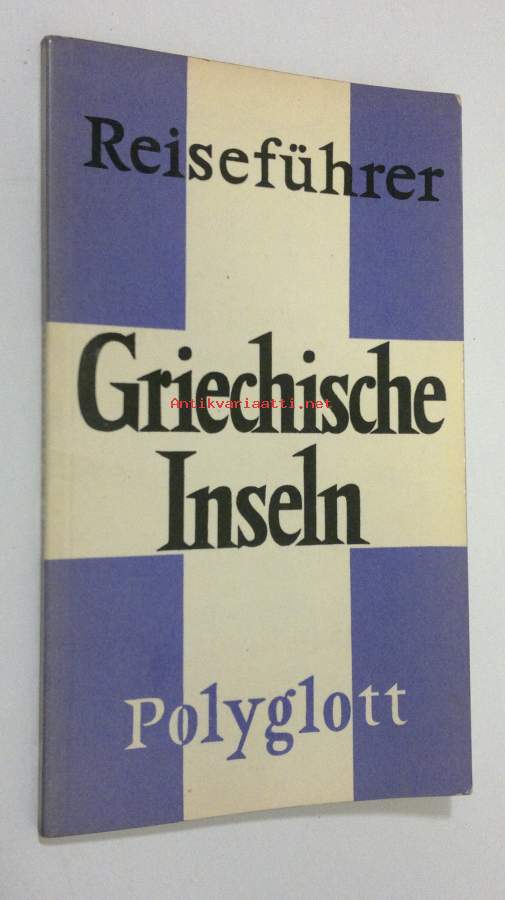 Reiseführer
Griechische
Antikvariaatti.net
Inseln
Polyglott